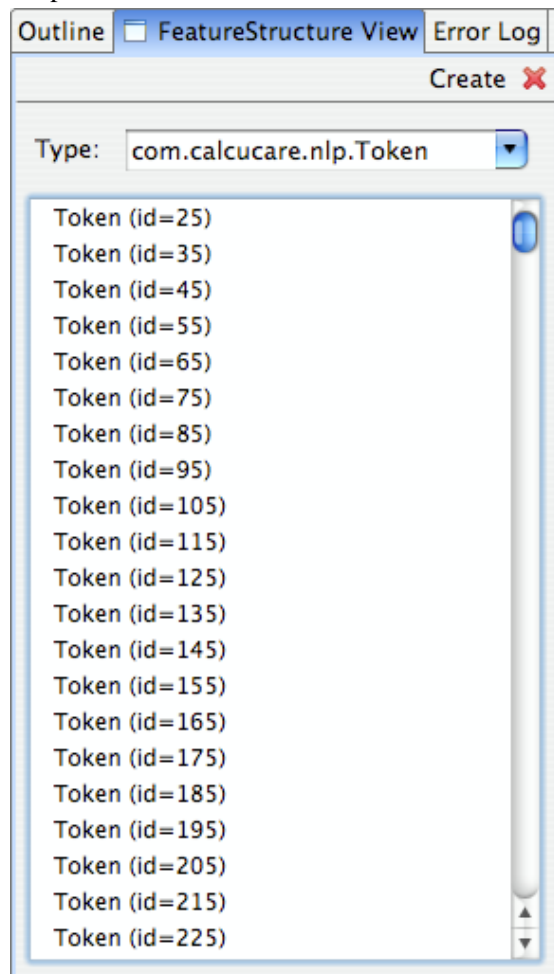 Outline FeatureStructure View Error Log
Create
Type: com.calcucare.nlp.Token
Token (id=25)
Token (id=35)
Token (id=45)
Token (id=55)
Token (id=65)
Token (id=75)
Token (id=85)
Token (id=95)
Token (id=105)
Token (id=115)
Token (id=125)
Token (id=135)
Token (id=145)
Token (id=155)
Token (id=165)
Token (id=175)
Token (id=185)
Token (id=195)
Token (id=205)
Token (id=215)
Token (id=225)